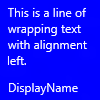 This is a line of
wrapping text
with alignment
left.
DisplayName